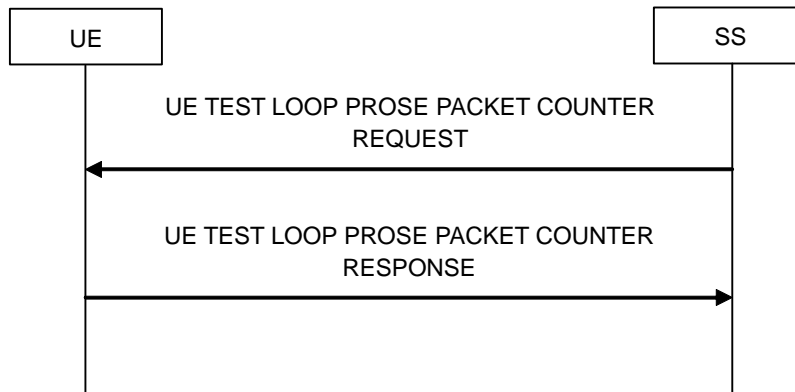 UE
SS
UE TEST LOOP PROSE PACKET COUNTER
REQUEST
UE TEST LOOP PROSE PACKET COUNTER
RESPONSE